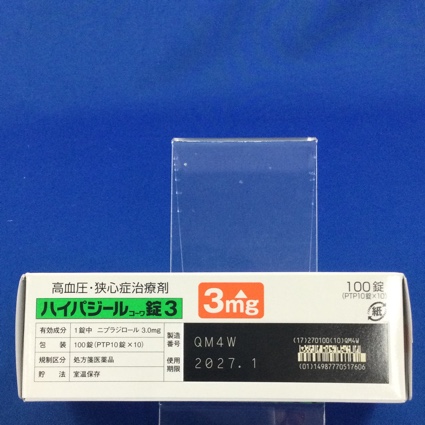 高血圧・狭心症治療剤
ハイパジールコーワ錠3
3mg
100錠
(PTP10錠×10)
紙
有効成分 1錠中 ニプラジロール 3.0mg
包装 100錠(PTP10錠×10)
規制区分 処方箋医薬品
貯法 室温保存
製造番号 QM4W
使用期限 2027.1
(17)270100(10)QM4W
(01)14987770517606